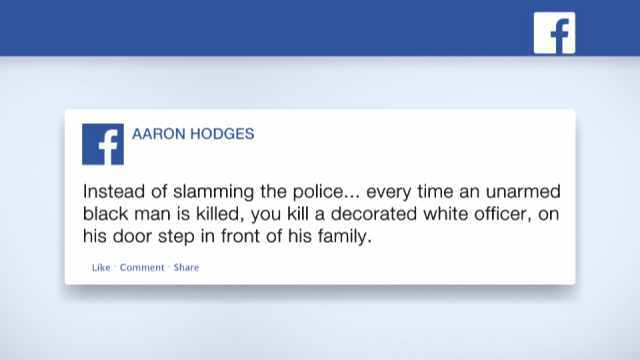 AARON HODGES
Instead of slamming the police... every time an unarmed
black man is killed, you kill a decorated white officer, on
his door step in front of his family.
Like · Comment · Share